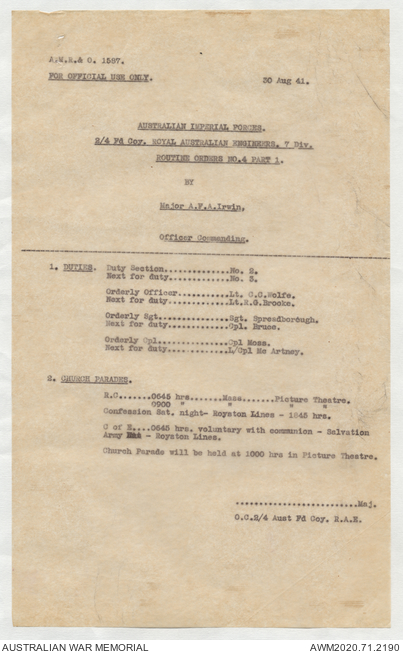 A.M.R.& O. 1597.
FOR OFFICIAL USE ONLY.
30 Aug 41.
AUSTRALIAN IMPERIAL FORCES.
2/4 Fd Coy. ROYAL AUSTRALIAN ENGINEERS. 7 Div.
ROUTINE ORDERS NO.4 PART 1.
BY
Major A.F.A.Irwin,
Officer Commanding.
1. DUTIES. Duty Section...............No. 2.
Next for duty..............No. 3.
Orderly Officer............Lt. C.O.Wolfe.
Next for duty..............Lt.R.G.Brooke.
Orderly Sgt................Sgt. Spreadborough.
Next for duty..............Cpl. Bruce.
Orderly Cpl................Cpl Moss.
Next for duty..............L/Cpl Mc Artney.
2. CHURCH PARADES.
R.C......0645 hrs.......Mass......Picture Theatre.
0900 " " " "
Confession Sat. night- Royston Lines - 1845 hrs.
C of E....0645 hrs. voluntary with communion - Salvation
Army - Royston Lines.
Church Parade will be held at 1000 hrs in Picture Theatre.
..........................Maj.
O.C.2/4 Aust Fd Coy. R.A.E.
AUSTRALIAN WAR MEMORIAL
AWM2020.71.2190